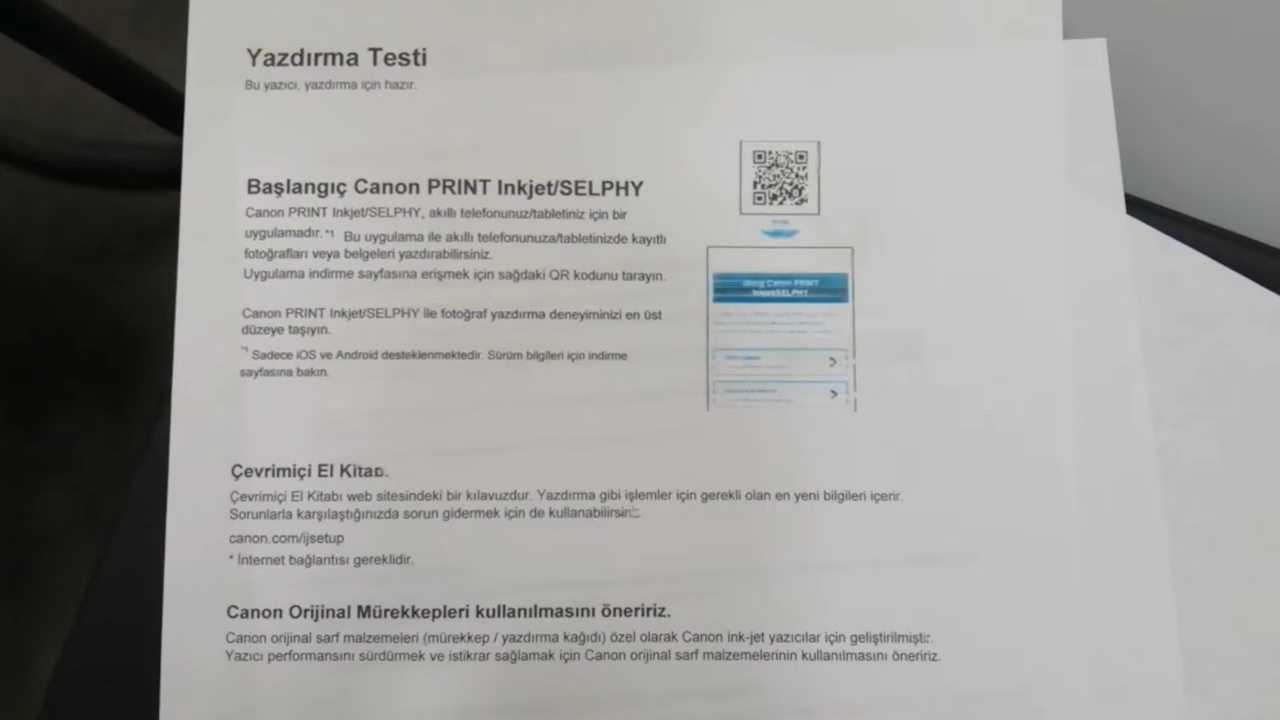 Yazdırma Testi
Bu yazıcı, yazdırma için hazır.
Başlangıç Canon PRINT Inkjet/SELPHY
Canon PRINT Inkjet/SELPHY, akıllı telefonunuz/tabletiniz için bir
uygulamadır.*1 Bu uygulama ile akıllı telefonunuza/tabletinizde kayıtlı
fotoğrafları veya belgeleri yazdırabilirsiniz.
Uygulama indirme sayfasına erişmek için sağdaki QR kodunu tarayın.
Canon PRINT Inkjet/SELPHY ile fotoğraf yazdırma deneyiminizi en üst
düzeye taşıyın.
*1 Sadece iOS ve Android desteklenmektedir. Sürüm bilgileri için indirme
sayfasına bakın.
Using Canon PRINT
Inkjet/SELPHY
Çevrimiçi El Kitabı
Çevrimiçi El Kitabı web sitesindeki bir kılavuzdur. Yazdırma gibi işlemler için gerekli olan en yeni bilgileri içerir.
Sorunlarla karşılaştığınızda sorun gidermek için de kullanabilirsiniz.
canon.com/ijsetup
* İnternet bağlantısı gereklidir.
Canon Orijinal Mürekkepleri kullanılmasını öneririz.
Canon orijinal sarf malzemeleri (mürekkep / yazdırma kağıdı) özel olarak Canon ink-jet yazıcılar için geliştirilmiştir.
Yazıcı performansını sürdürmek ve istikrar sağlamak için Canon orijinal sarf malzemelerinin kullanılmasını öneririz.